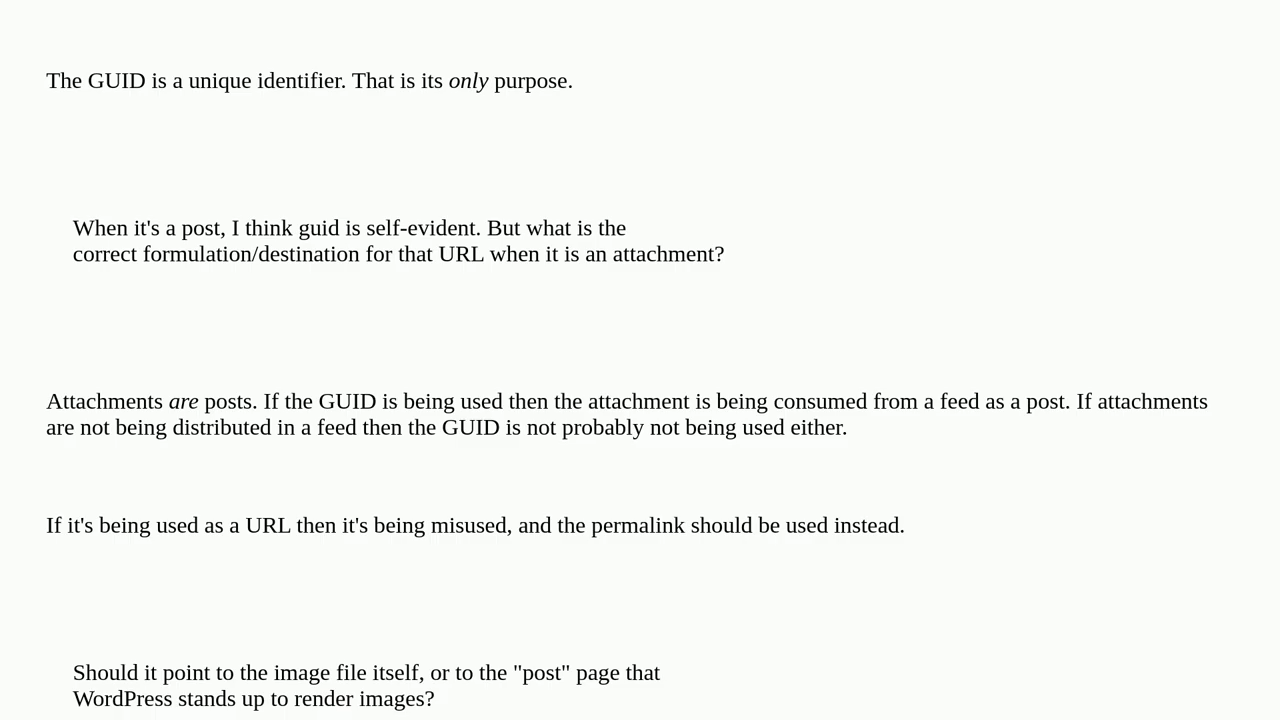 The GUID is a unique identifier. That is its only purpose.
When it's a post, I think guid is self-evident. But what is the
correct formulation/destination for that URL when it is an attachment?
Attachments are posts. If the GUID is being used then the attachment is being consumed from a feed as a post. If attachments
are not being distributed in a feed then the GUID is not probably not being used either.
If it's being used as a URL then it's being misused, and the permalink should be used instead.
Should it point to the image file itself, or to the "post" page that
WordPress stands up to render images?